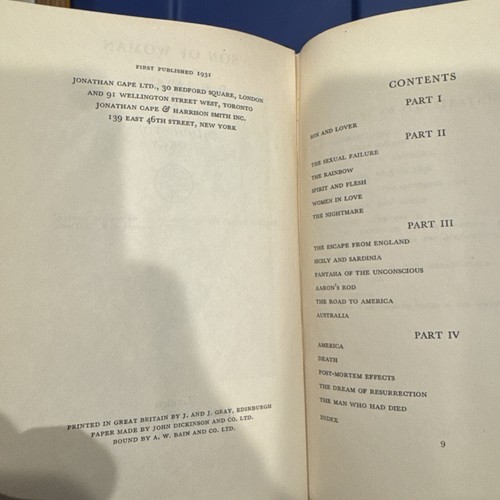 FIRST PUBLISHED 1931
JONATHAN CAPE LTD., 30 BEDFORD SQUARE, LONDON
AND 91 WELLINGTON STREET WEST, TORONTO
JONATHAN CAPE & HARRISON SMITH INC.
139 EAST 46TH STREET, NEW YORK
PRINTED IN GREAT BRITAIN BY J. AND J. GRAY, EDINBURGH
PAPER MADE BY JOHN DICKINSON AND CO. LTD.
BOUND BY A. W. BAIN AND CO. LTD.
CONTENTS
PART I
SON AND LOVER
PART II
THE SEXUAL FAILURE
THE RAINBOW
SPIRIT AND FLESH
WOMEN IN LOVE
THE NIGHTMARE
PART III
THE ESCAPE FROM ENGLAND
SICILY AND SARDINIA
FANTASIA OF THE UNCONSCIOUS
AARON'S ROD
THE ROAD TO AMERICA
AUSTRALIA
PART IV
AMERICA
DEATH
POST-MORTEM EFFECTS
THE DREAM OF RESURRECTION
THE MAN WHO HAD DIED
INDEX
9